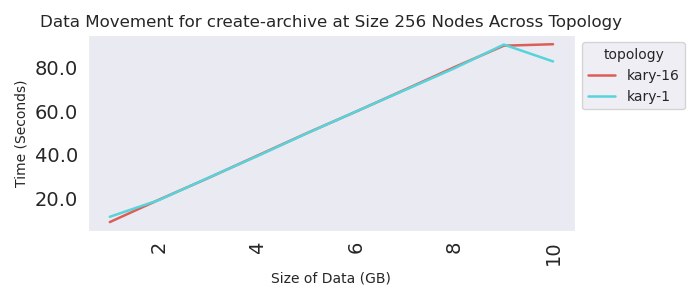 Data Movement for create-archive at Size 256 Nodes Across Topology
topology
kary-16
kary-1
Time (Seconds)
80.0
60.0
40.0
20.0
2
4
6
8
10
Size of Data (GB)